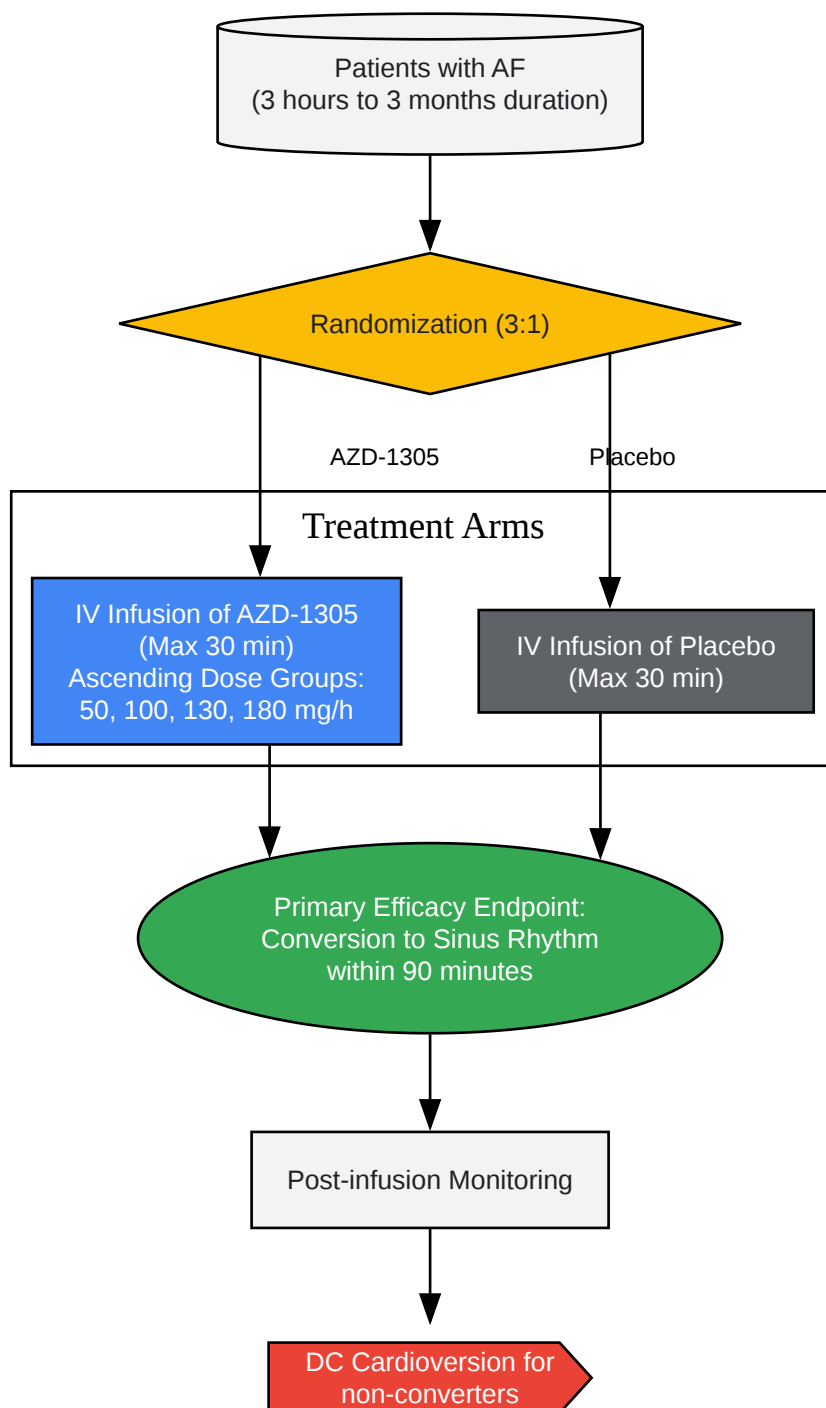 Patients with AF
(3 hours to 3 months duration)
Randomization (3:1)
AZD-1305
Placebo
Treatment Arms
IV Infusion of AZD-1305
(Max 30 min)
Ascending Dose Groups:
50, 100, 130, 180 mg/h
IV Infusion of Placebo
(Max 30 min)
Primary Efficacy Endpoint:
Conversion to Sinus Rhythm
within 90 minutes
Post-infusion Monitoring
DC Cardioversion for
non-converters